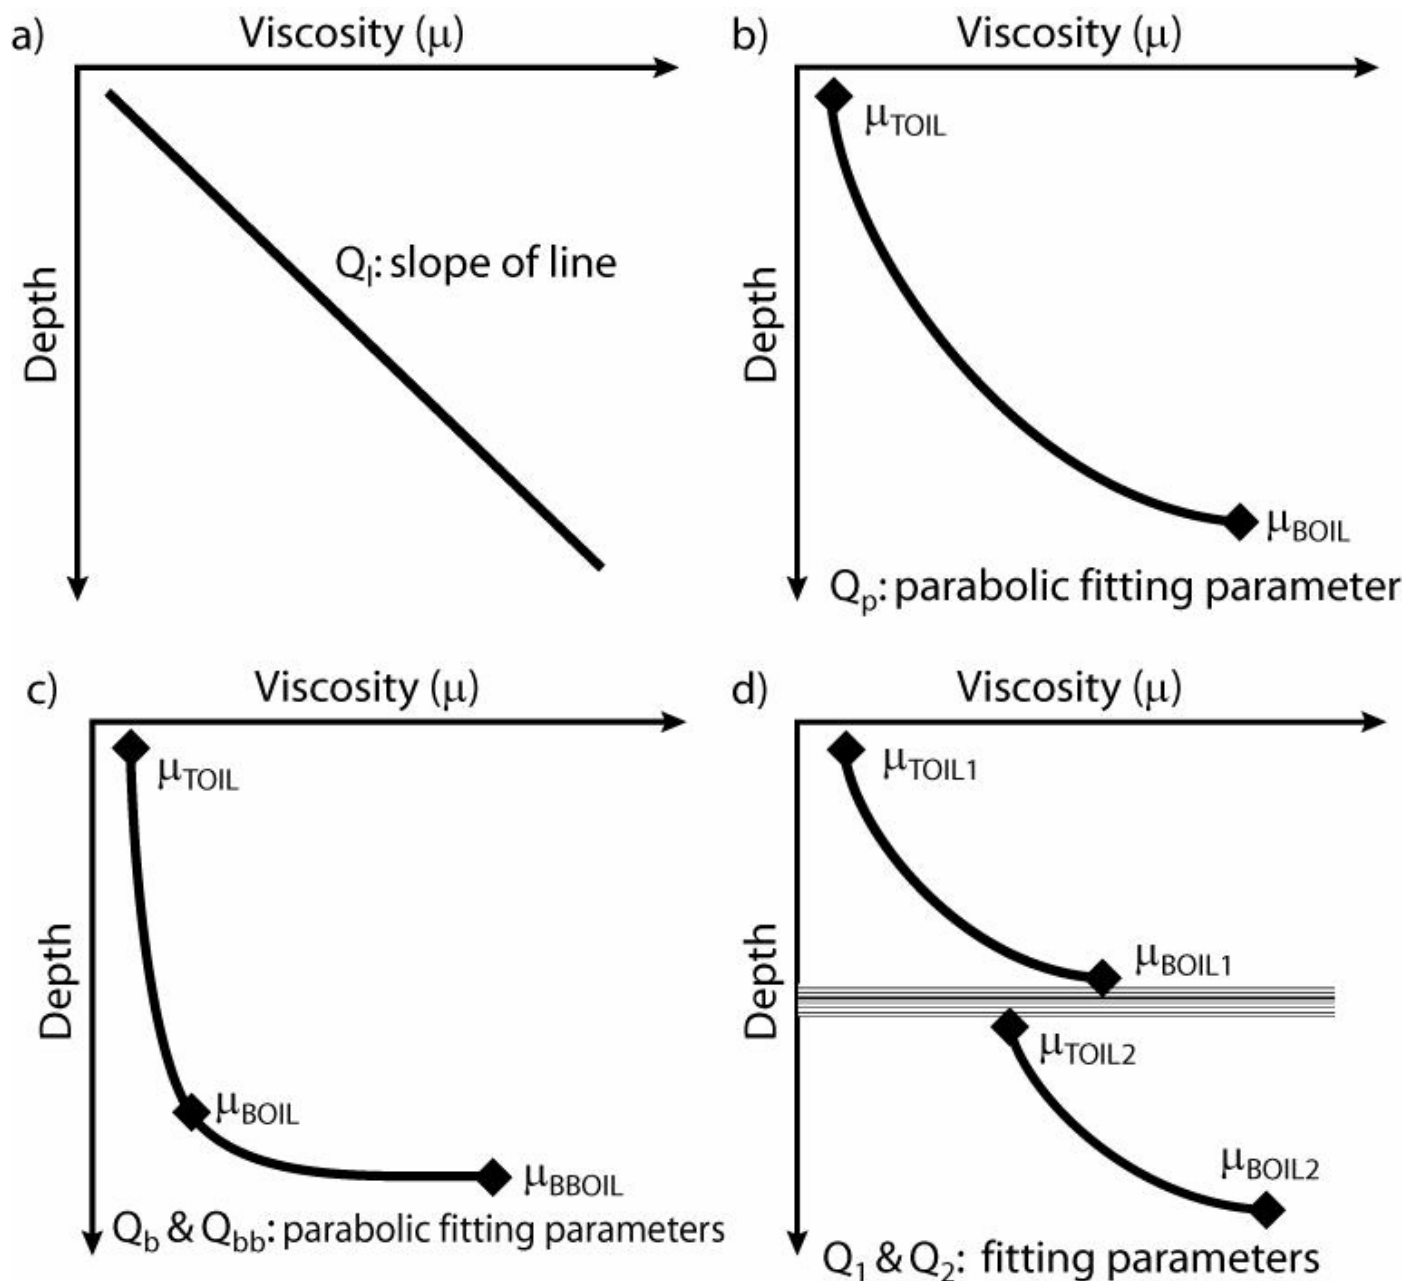 a)
Viscosity (μ)
Depth
Q_l: slope of line
b)
Viscosity (μ)
Depth
μ_TOIL
μ_BOIL
Q_p: parabolic fitting parameter
c)
Viscosity (μ)
Depth
μ_TOIL
μ_BOIL
μ_BBOIL
Q_b & Q_bb: parabolic fitting parameters
d)
Viscosity (μ)
Depth
μ_TOIL1
μ_BOIL1
μ_TOIL2
μ_BOIL2
Q_1 & Q_2: fitting parameters